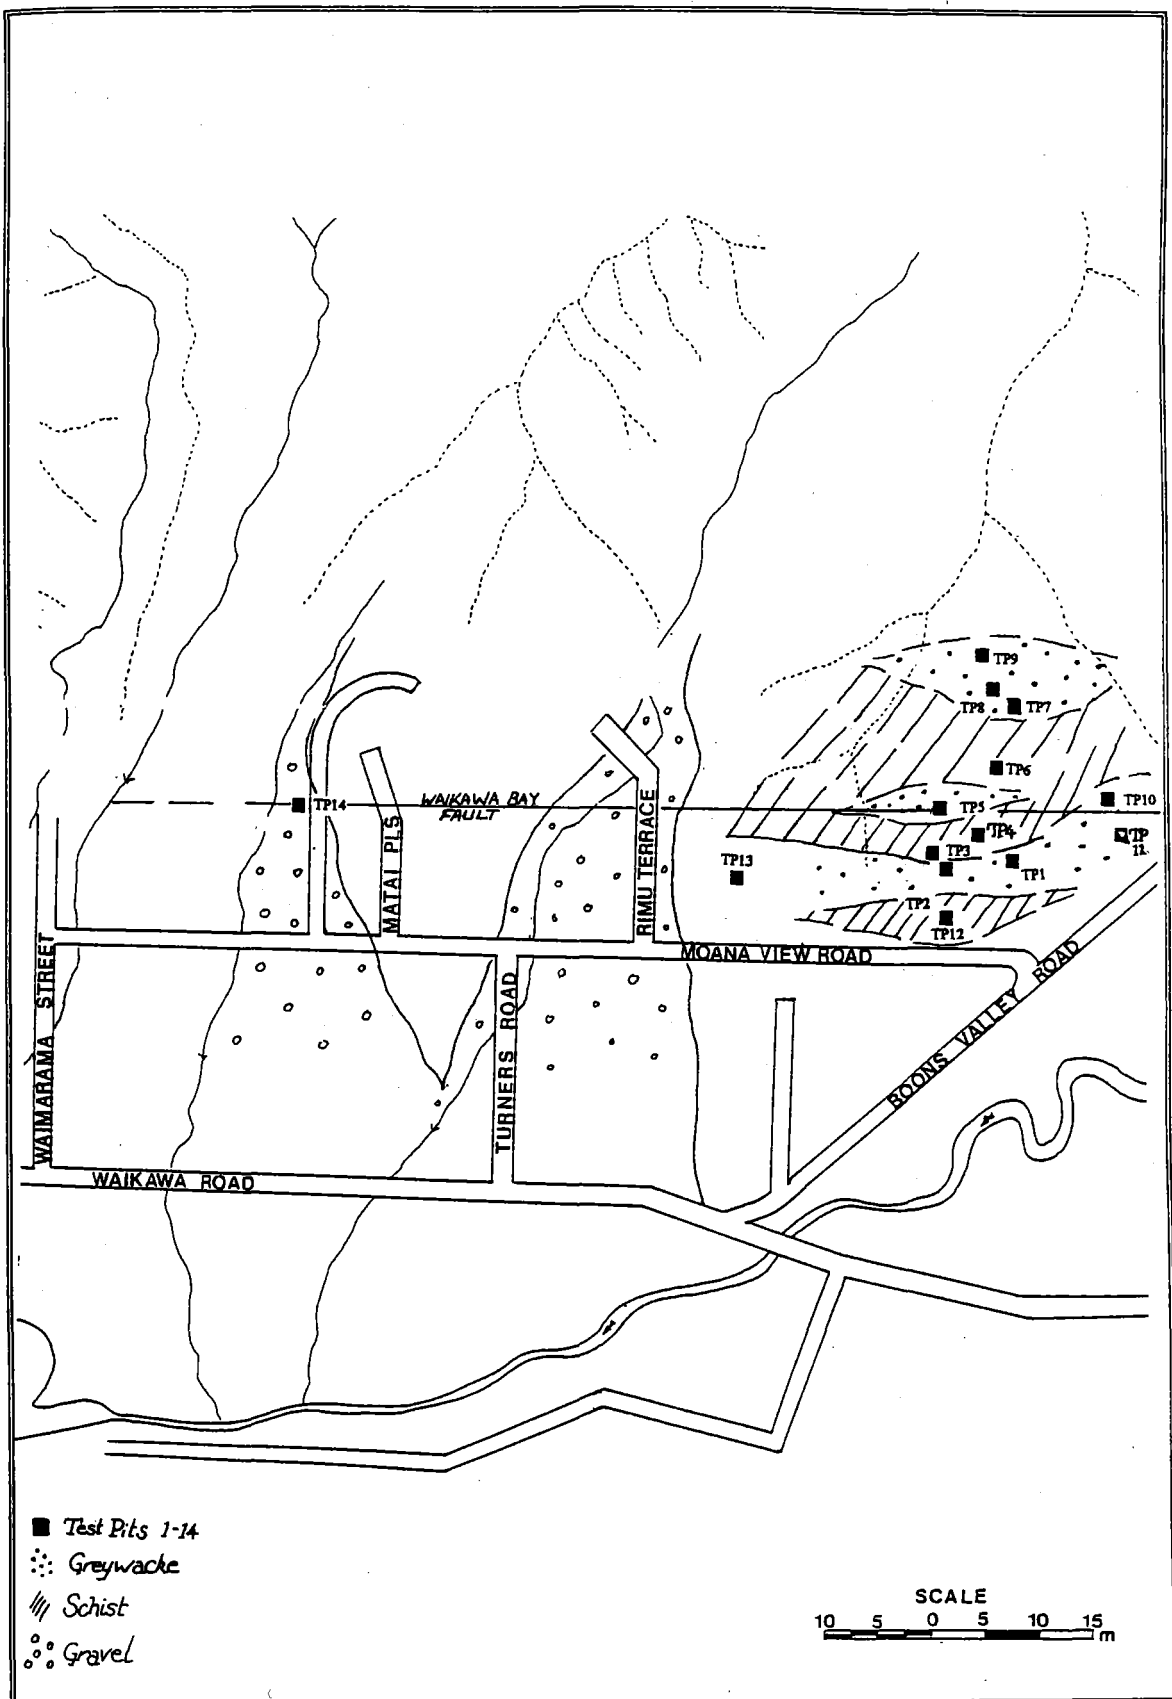 TP9
TP8
TP7
TP6
TP5
TP10
TP14
WAIKAWA BAY
FAULT
TP4
TP
12
TP3
TP1
TP13
TP2
TP12
MATAI PLS
RIMU TERRACE
MOANA VIEW ROAD
WAIMARAMA STREET
TURNERS ROAD
BOONS VALLEY ROAD
WAIKAWA ROAD
Test Pits 1-14
Greywacke
Schist
Gravel
SCALE
10 5 0 5 10 15
m